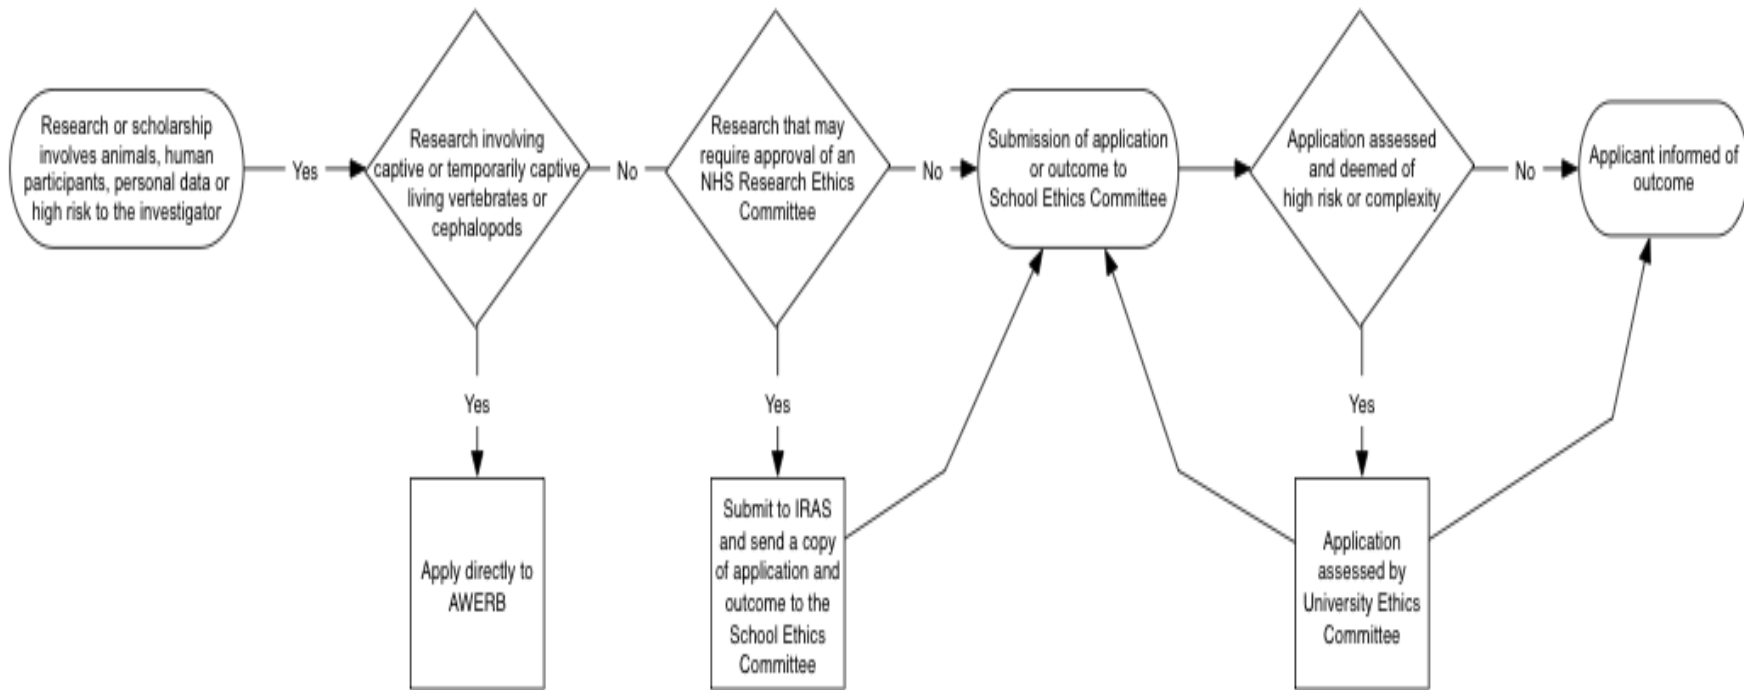 Research or scholarship
involves animals, human
participants, personal data or
high risk to the investigator
Yes
Research involving
captive or temporarily captive
living vertebrates or
cephalopods
No
Research that may
require approval of an
NHS Research Ethics
Committee
No
Submission of application
or outcome to
School Ethics Committee
Application assessed
and deemed of
high risk or complexity
No
Applicant informed of
outcome
Yes
Yes
Yes
Apply directly to
AWERB
Submit to IRAS
and send a copy
of application and
outcome to the
School Ethics
Committee
Application
assessed by
University Ethics
Committee